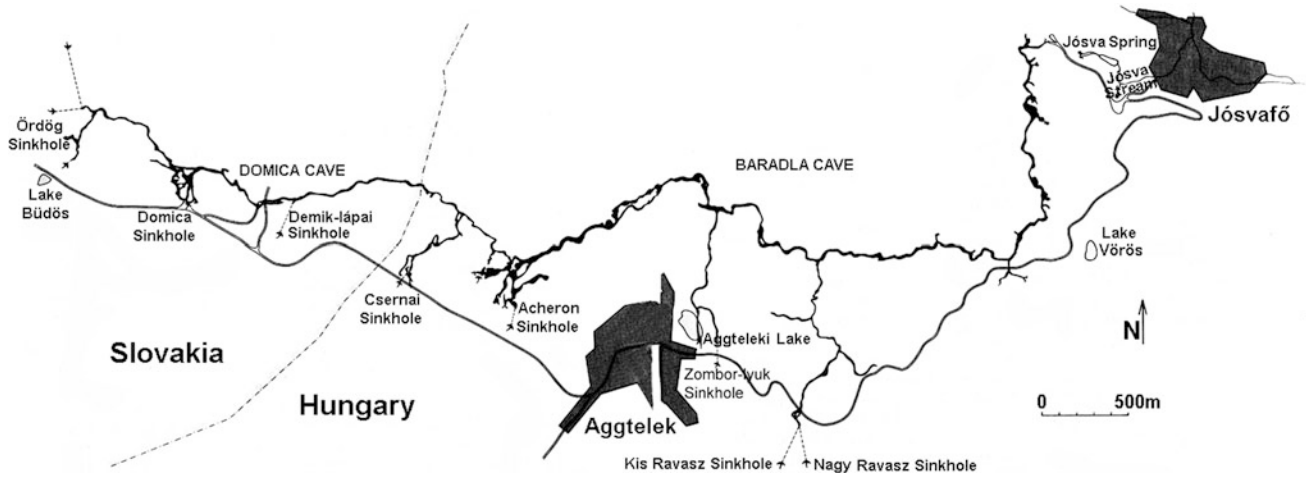 Jósva Spring
Jósva
Stream
Jósvafő
Ördög
Sinkhole
DOMICA CAVE
BARADLA CAVE
Lake
Büdös
Domica
Sinkhole
Demik-lápai
Sinkhole
Lake
Vörös
Csernai
Sinkhole
Acheron
Sinkhole
Aggteleki Lake
N
Slovakia
Zombor-lyuk
Sinkhole
Hungary
0 500m
Aggtelek
Kis Ravasz Sinkhole
Nagy Ravasz Sinkhole